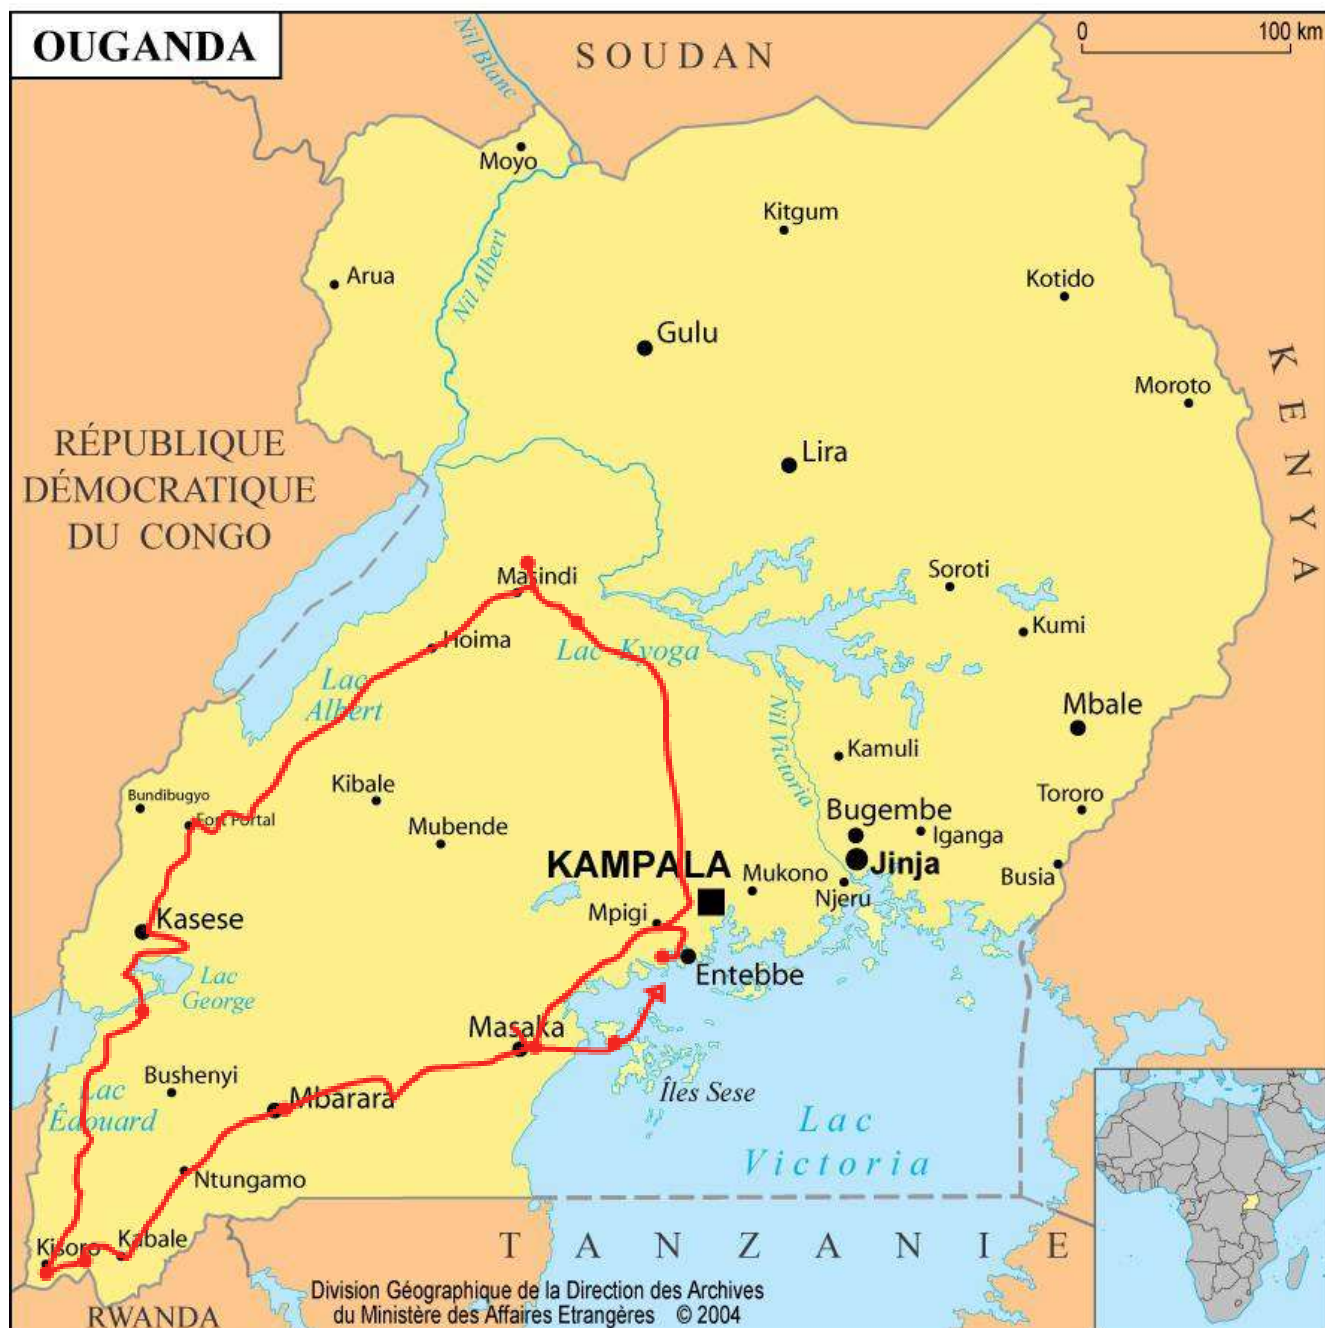 OUGANDA
SOUDAN
0 100 km
Nil Blanc
Moyo
Kitgum
Arua
Nil Albert
Kotido
Gulu
KENYA
Moroto
RÉPUBLIQUE
DÉMOCRATIQUE
DU CONGO
Lira
Masindi
Soroti
Kumi
Hoima
Lac Kyoga
Lac
Albert
Nil Victoria
Mbale
Kamuli
Kibale
Bundibugyo
Tororo
Fort Portal
Mubende
Bugembe
Iganga
KAMPALA
Mukono
Jinja
Busia
Njeru
Kasese
Mpigi
Lac
George
Entebbe
Masaka
Bushenyi
Lac
Édouard
Mbarara
Îles Sese
Lac
Victoria
Ntungamo
Kisoro
Kabale
TANZANIE
RWANDA
Division Géographique de la Direction des Archives
du Ministère des Affaires Etrangères © 2004